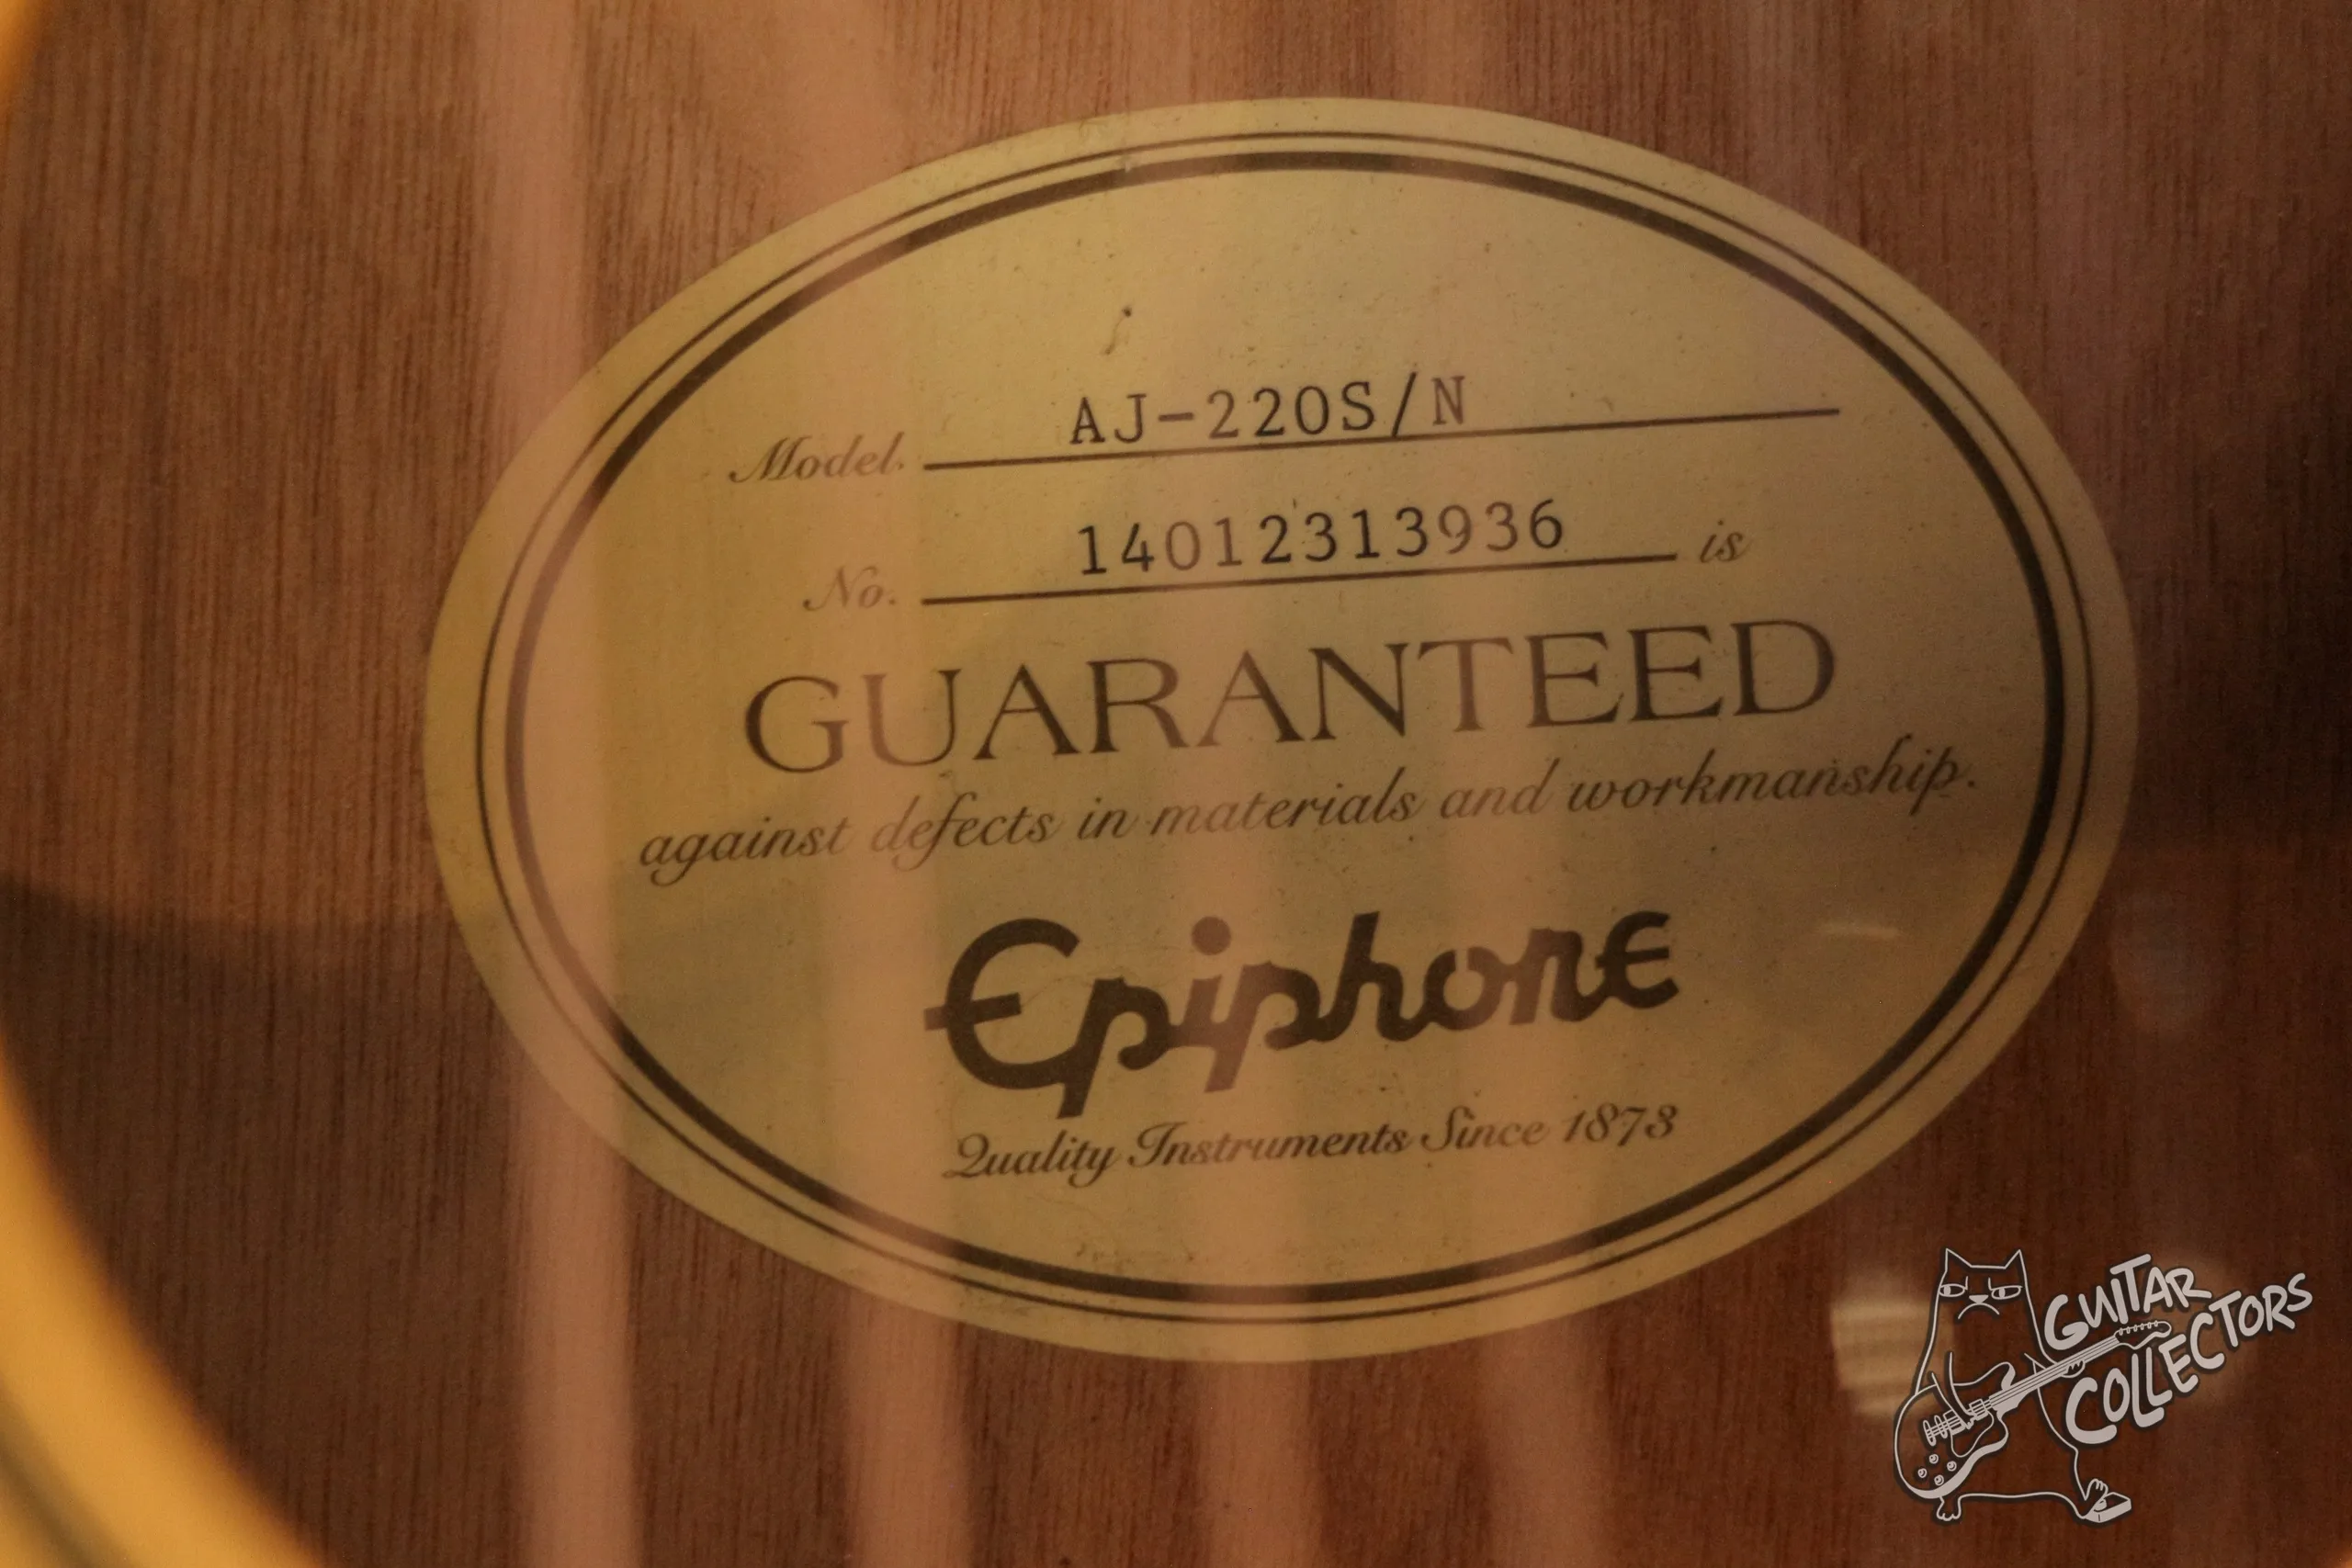 Model. AJ-220S/N
No. 14012313936 is
GUARANTEED
against defects in materials and workmanship.
Epiphone
Quality Instruments Since 1873
GUITAR
COLLECTORS